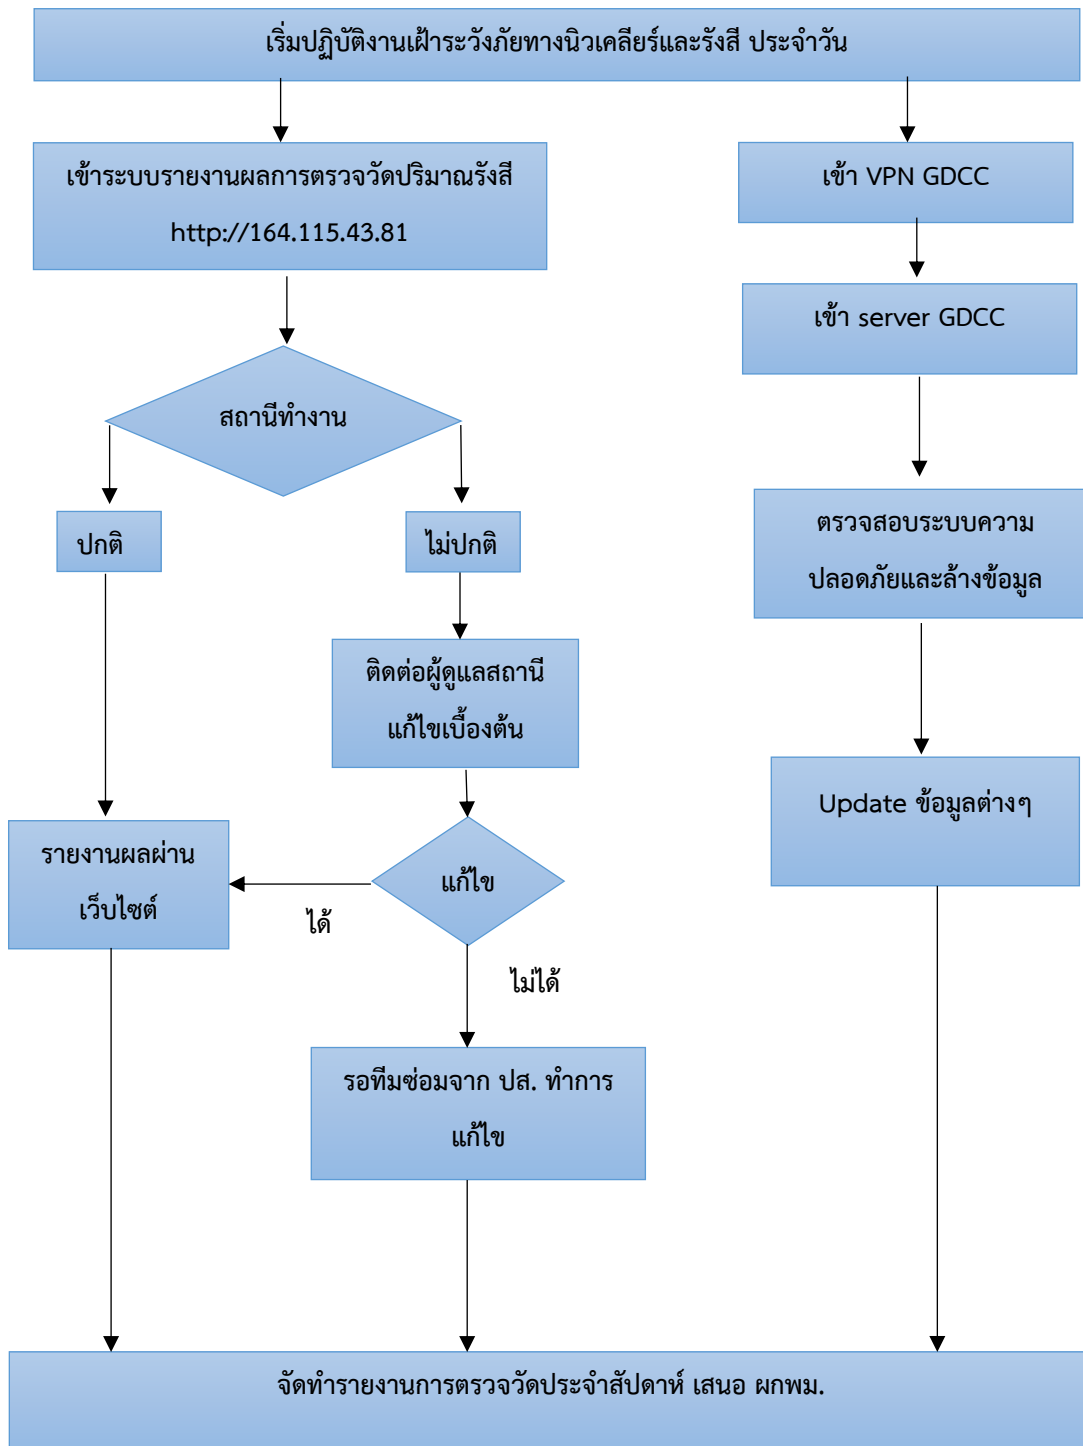 เริ่มปฏิบัติงานเฝ้าระวังภัยทางนิวเคลียร์และรังสี ประจำวัน
เข้าระบบรายงานผลการตรวจวัดปริมาณรังสี
http://164.115.43.81
เข้า VPN GDCC
เข้า server GDCC
สถานีทำงาน
ปกติ
ไม่ปกติ
ตรวจสอบระบบความ
ปลอดภัยและล้างข้อมูล
ติดต่อผู้ดูแลสถานี
แก้ไขเบื้องต้น
Update ข้อมูลต่างๆ
รายงานผลผ่าน
เว็บไซต์
แก้ไข
ได้
ไม่ได้
รอทีมซ่อมจาก ปส. ทำการ
แก้ไข
จัดทำรายงานการตรวจวัดประจำสัปดาห์ เสนอ ผกพม.